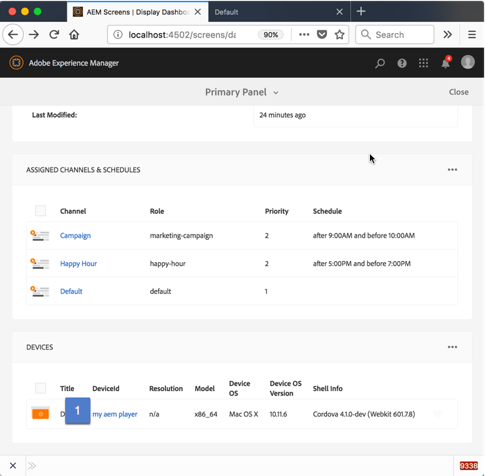 AEM Screens | Display Dashbo
Default
localhost:4502/screens/da
90%
Search
Adobe Experience Manager
4
Primary Panel
Close
Last Modified:
24 minutes ago
ASSIGNED CHANNELS & SCHEDULES
Channel Role Priority Schedule
Campaign marketing-campaign 2 after 9:00AM and before 10:00AM
Happy Hour happy-hour 2 after 5:00PM and before 7:00PM
Default default 1
DEVICES
Title DeviceId Resolution Model Device OS Device OS Version Shell Info
D 1 my aem player n/a x86_64 Mac OS X 10.11.6 Cordova 4.1.0-dev (Webkit 601.7.8)
9338